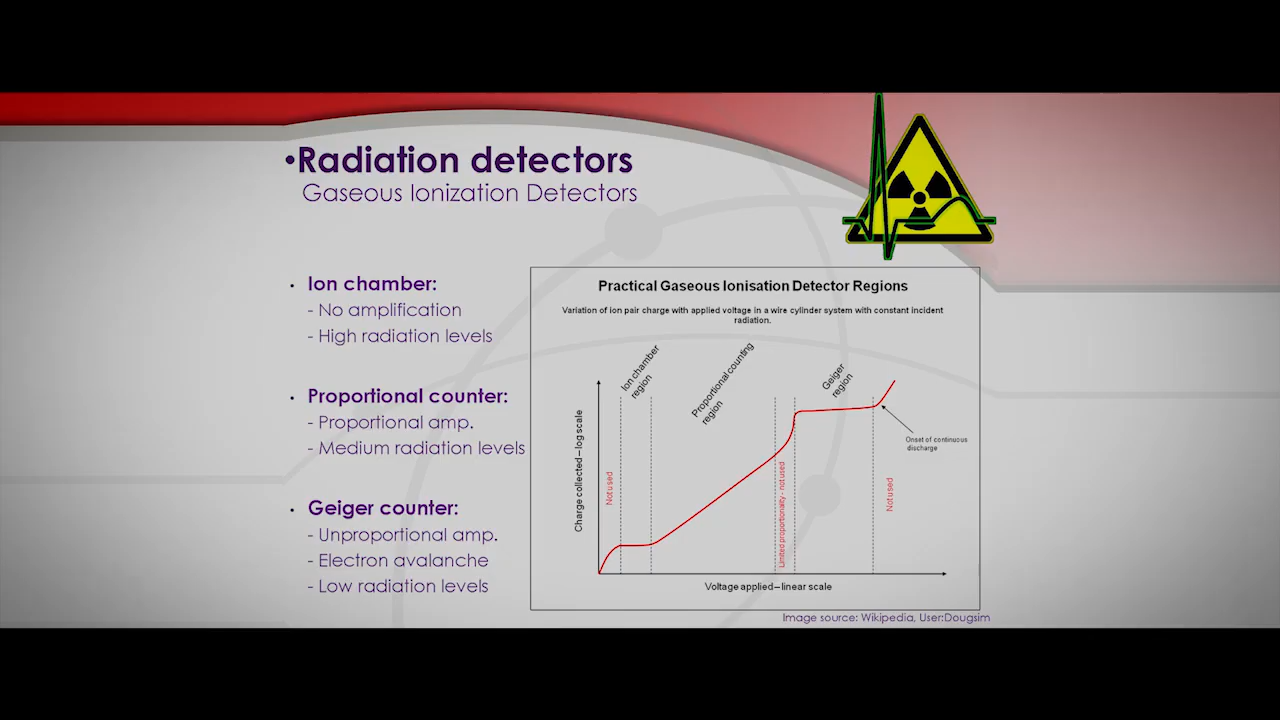 •Radiation detectors
Gaseous Ionization Detectors
• Ion chamber:
- No amplification
- High radiation levels
• Proportional counter:
- Proportional amp.
- Medium radiation levels
• Geiger counter:
- Unproportional amp.
- Electron avalanche
- Low radiation levels
Practical Gaseous Ionisation Detector Regions
Variation of ion pair charge with applied voltage in a wire cylinder system with constant incident
radiation.
Ion chamber
region
Proportional counting
region
Geiger
region
Charge collected – log scale
Not used
Limited proportionality - not used
Onset of continuous
discharge
Not used
Voltage applied – linear scale
Image source: Wikipedia, User:Dougsim